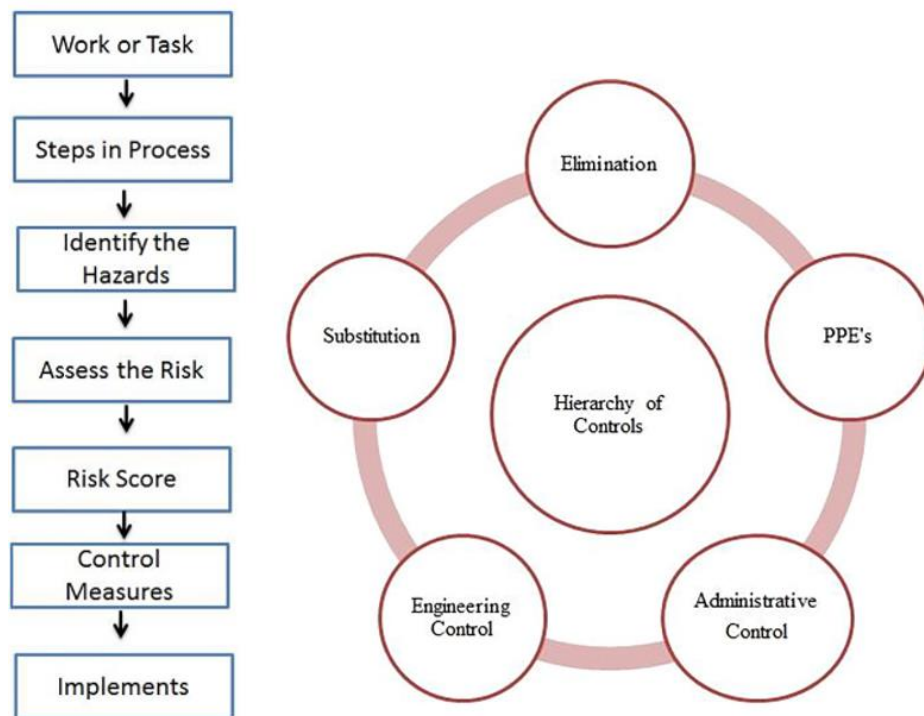 Work or Task
Steps in Process
Identify the
Hazards
Assess the Risk
Risk Score
Control
Measures
Implements
Elimination
Substitution
PPE's
Hierarchy of
Controls
Engineering
Control
Administrative
Control